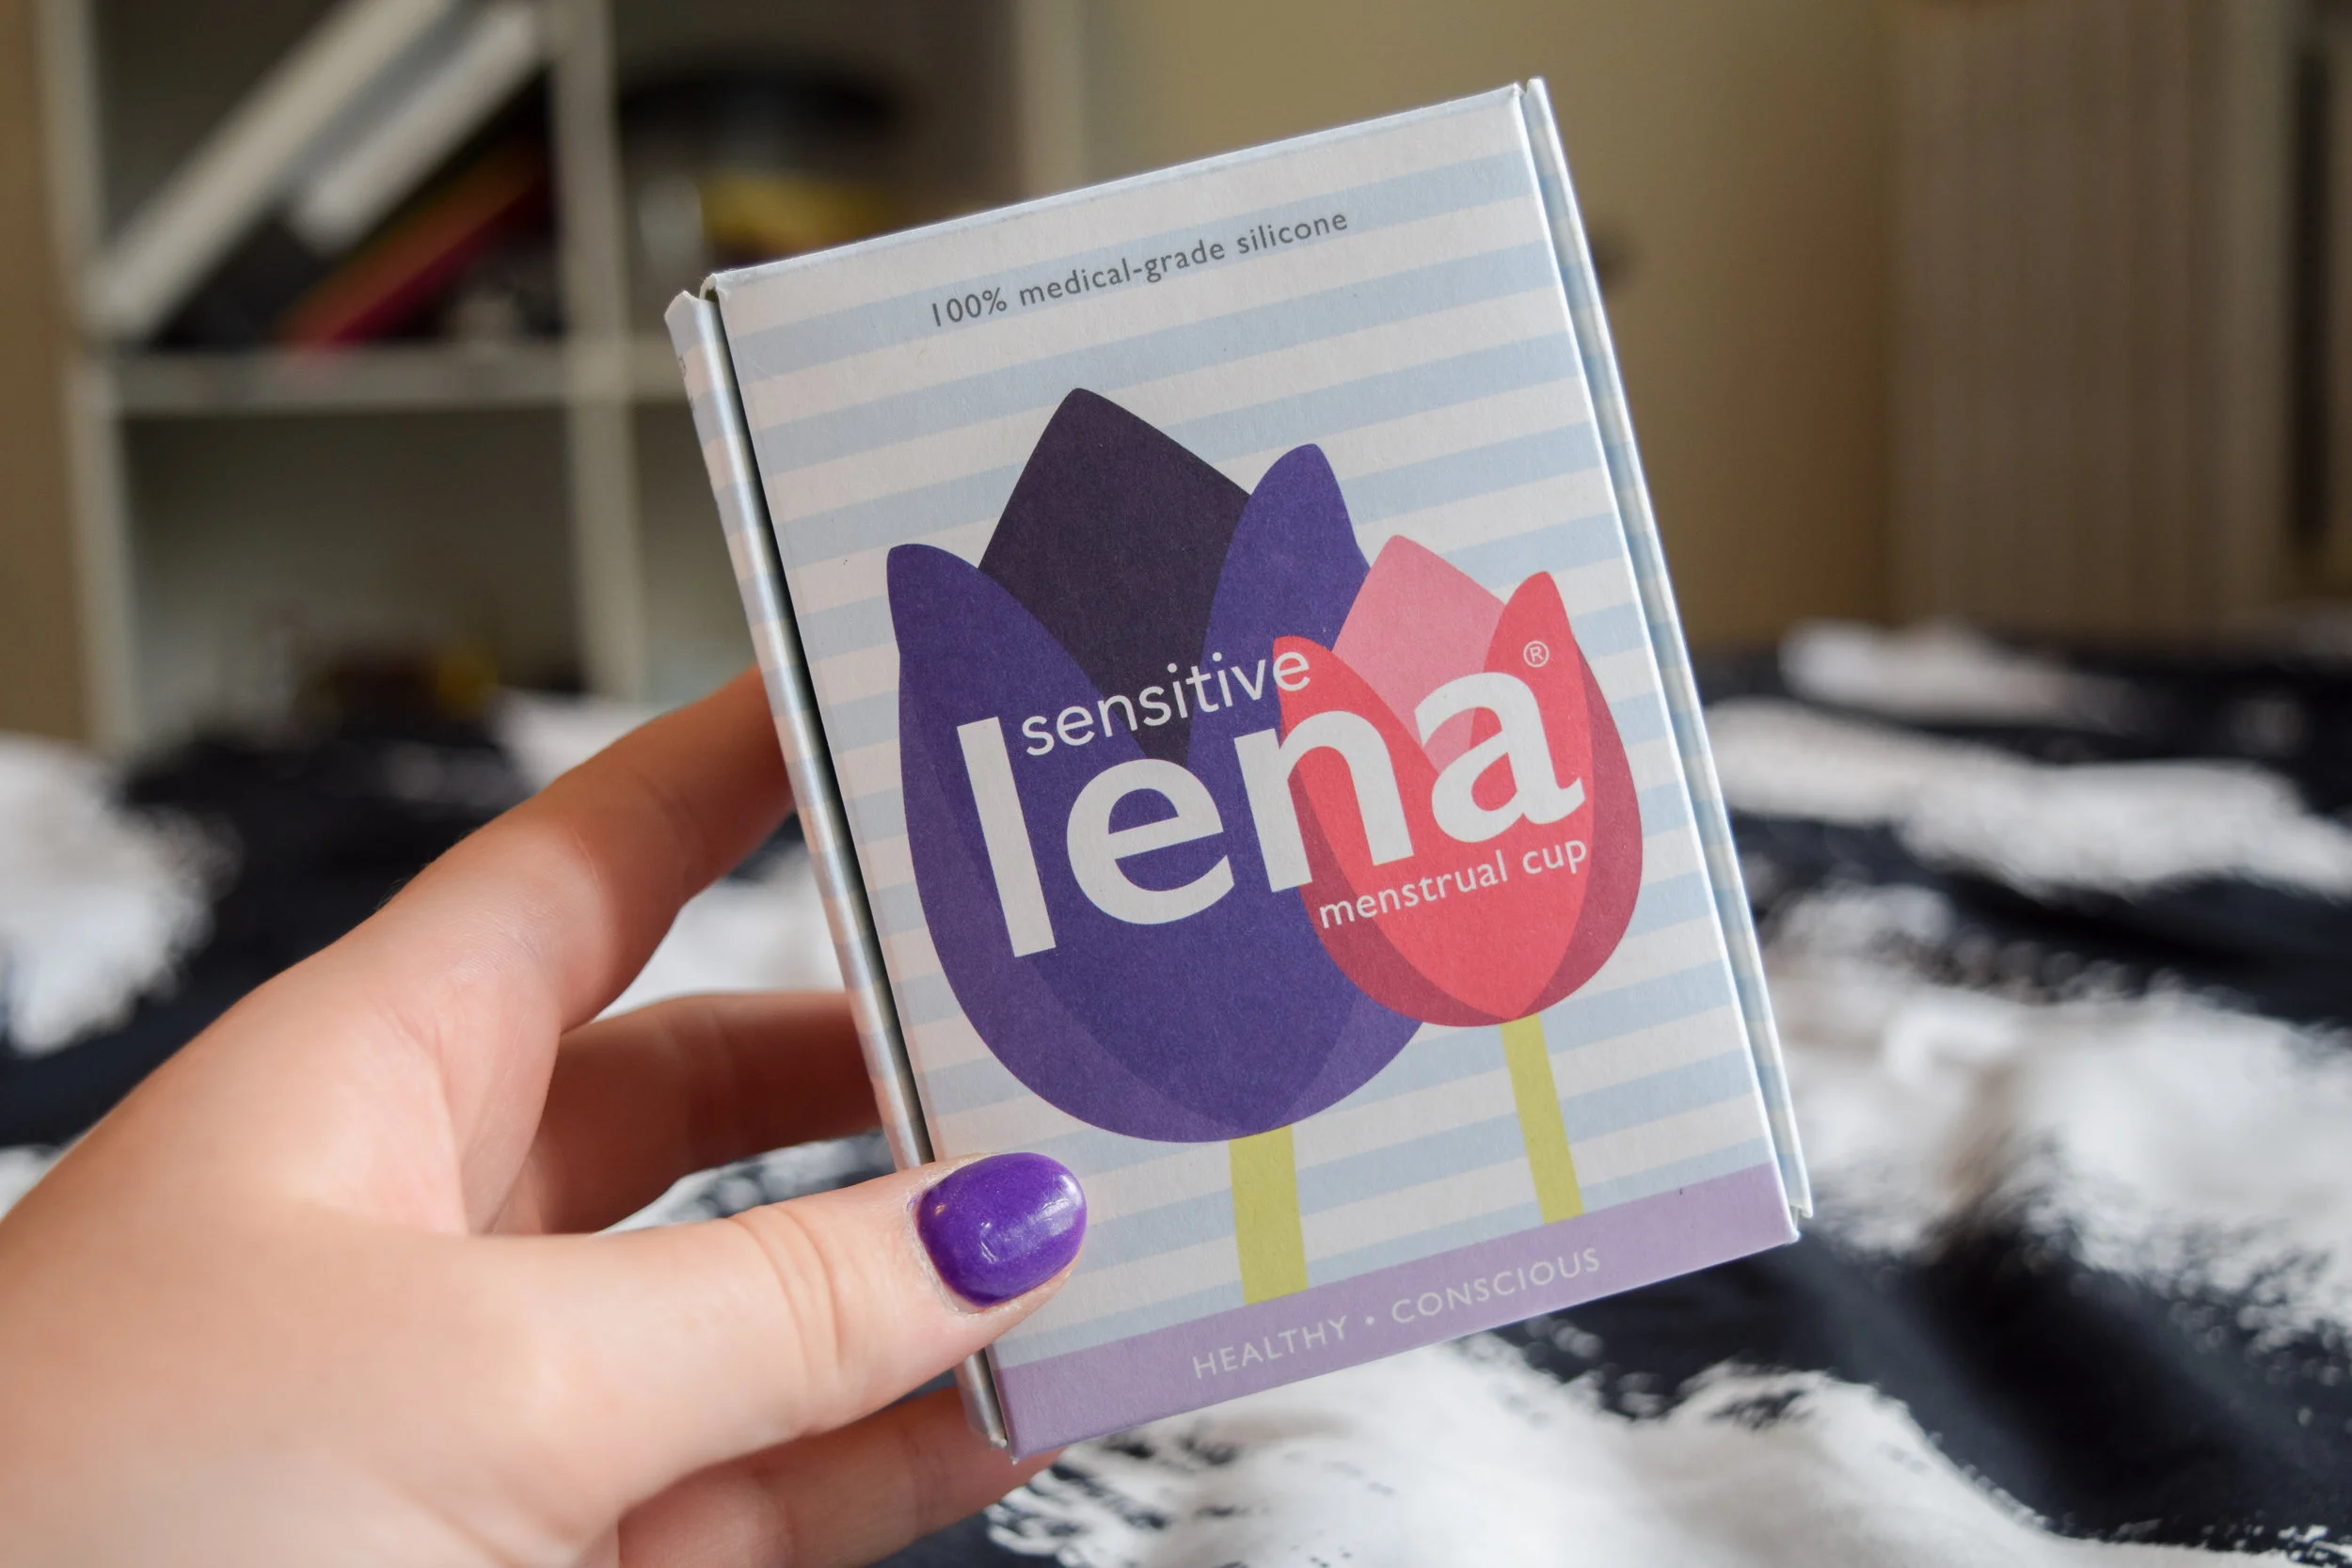 100% medical-grade silicone
sensitive
lena®
menstrual cup
HEALTHY • CONSCIOUS